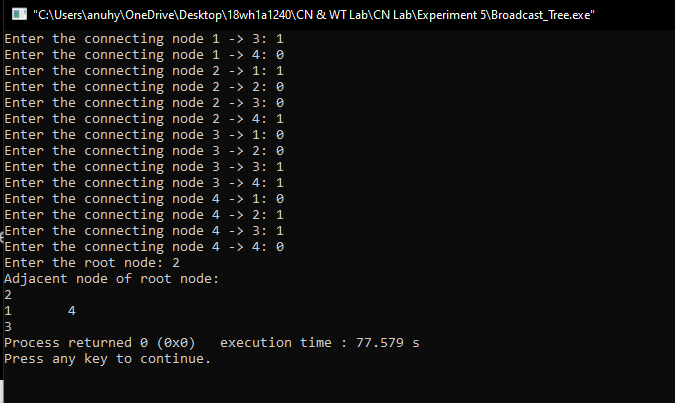 "C:\Users\anuhy\OneDrive\Desktop\18wh1a1240\CN & WT Lab\CN Lab\Experiment 5\Broadcast_Tree.exe"
Enter the connecting node 1 -> 3: 1
Enter the connecting node 1 -> 4: 0
Enter the connecting node 2 -> 1: 1
Enter the connecting node 2 -> 2: 0
Enter the connecting node 2 -> 3: 0
Enter the connecting node 2 -> 4: 1
Enter the connecting node 3 -> 1: 0
Enter the connecting node 3 -> 2: 0
Enter the connecting node 3 -> 3: 1
Enter the connecting node 3 -> 4: 1
Enter the connecting node 4 -> 1: 0
Enter the connecting node 4 -> 2: 1
Enter the connecting node 4 -> 3: 1
Enter the connecting node 4 -> 4: 0
Enter the root node: 2
Adjacent node of root node:
2
1       4
3
Process returned 0 (0x0)   execution time : 77.579 s
Press any key to continue.